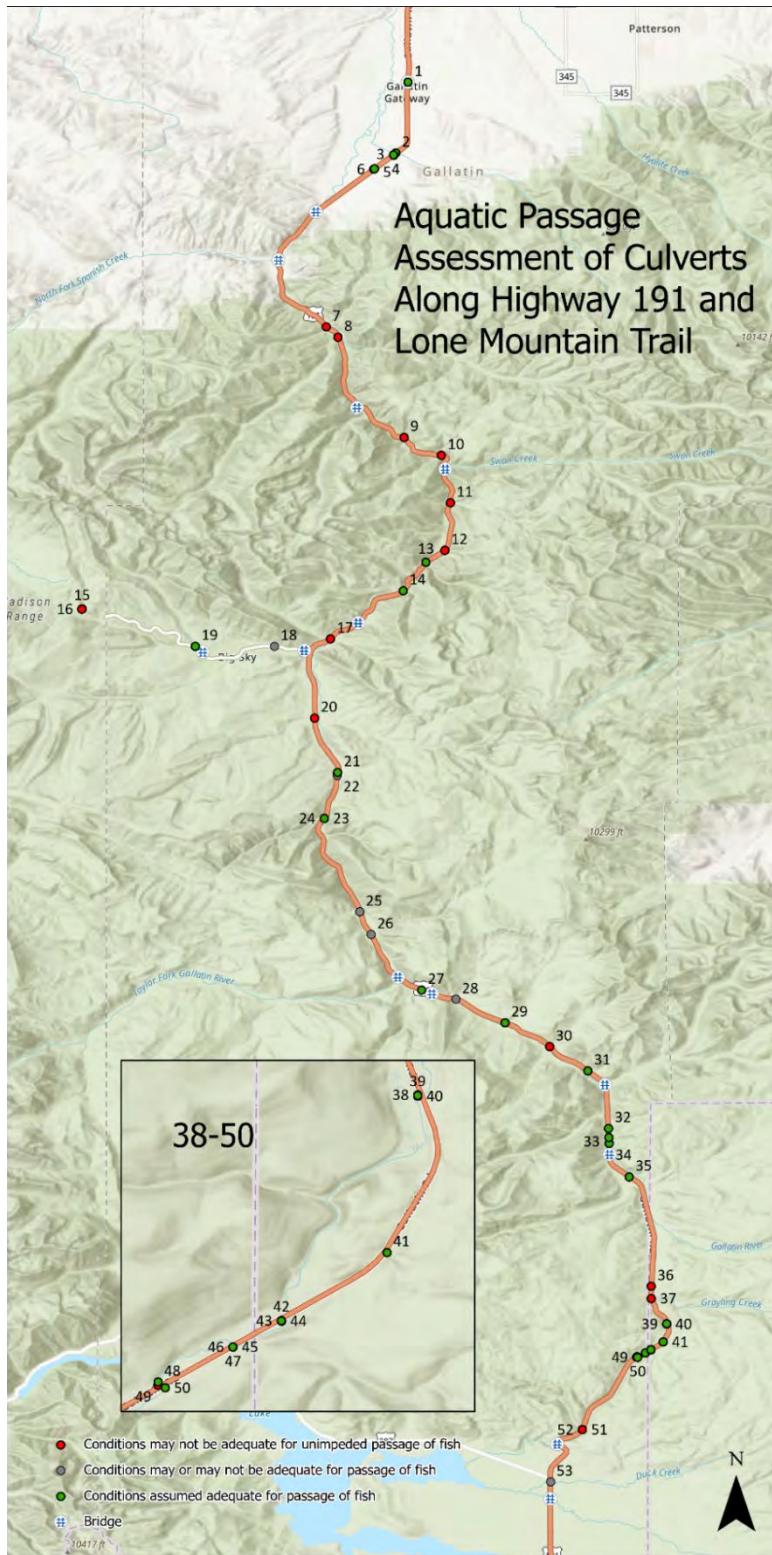 Patterson
345
345
1
Gallatin
Gateway
Hyalite Creek
2
3
6
54
Gallatin
Aquatic Passage
Assessment of Culverts
Along Highway 191 and
Lone Mountain Trail
North Fork Spanish Creek
7
8
10142 ft
9
10
Swan Creek
Swan Creek
11
12
13
14
15
16
Madison
Range
17
19
18
Big Sky
20
21
22
24
23
10299 ft
25
26
Taylor Fork Gallatin River
27
28
29
30
31
32
33
34
35
38-50
39
38
40
41
42
43
44
46
45
47
48
49
50
Gallatin River
36
37
Grayling Creek
39
40
41
49
50
Lake
52
51
53
Duck Creek
Conditions may not be adequate for unimpeded passage of fish
Conditions may or may not be adequate for passage of fish
Conditions assumed adequate for passage of fish
Bridge
N
10417 ft